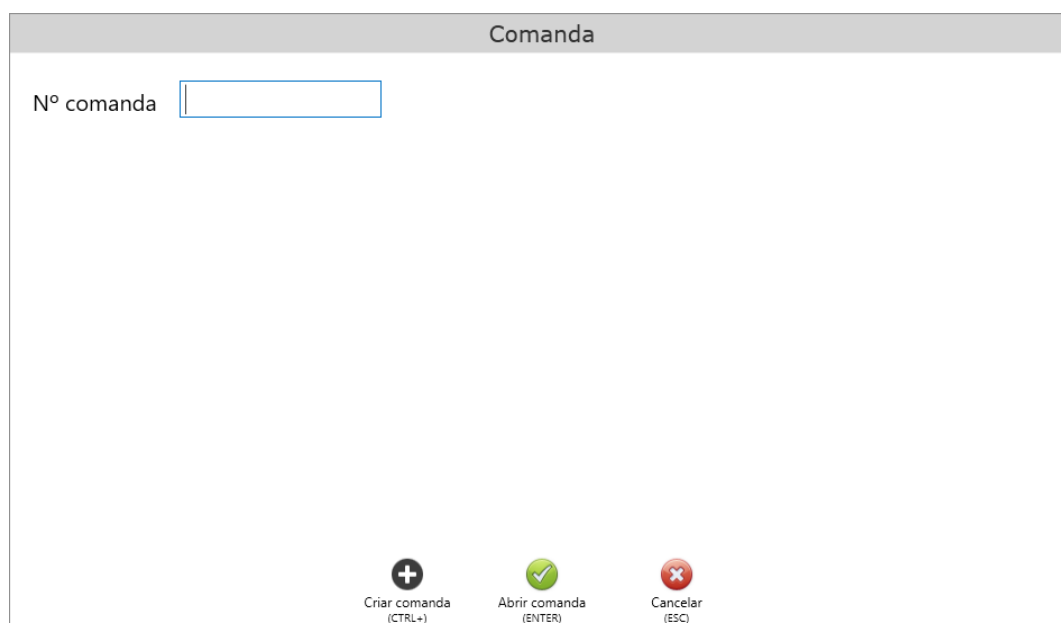 Comanda
Nº comanda
Criar comanda
(CTRL+)
Abrir comanda
(ENTER)
Cancelar
(ESC)